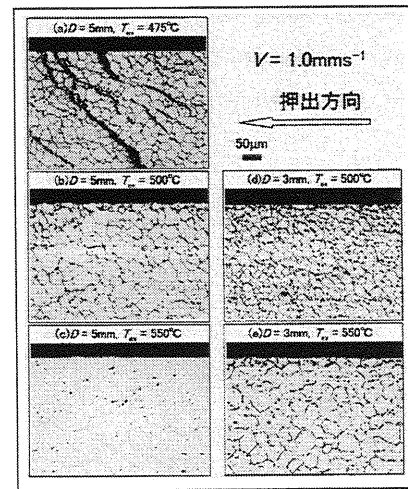 (a)D = 5mm, Tex = 475℃
V = 1.0mms⁻¹
押出方向
50μm
(b)D = 5mm, Tex = 500℃
(d)D = 3mm, Tex = 500℃
(c)D = 5mm, Tex = 550℃
(e)D = 3mm, Tex = 550℃